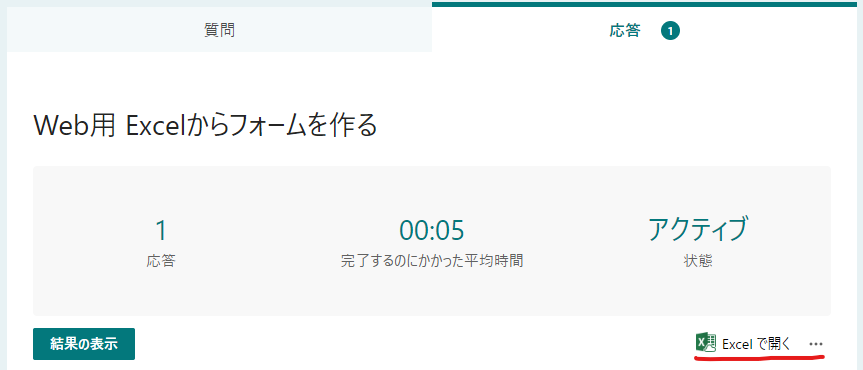 質問
応答 1
Web用 Excelからフォームを作る
1 00:05 アクティブ
応答 完了するのにかかった平均時間 状態
結果の表示 Excel で開く ...